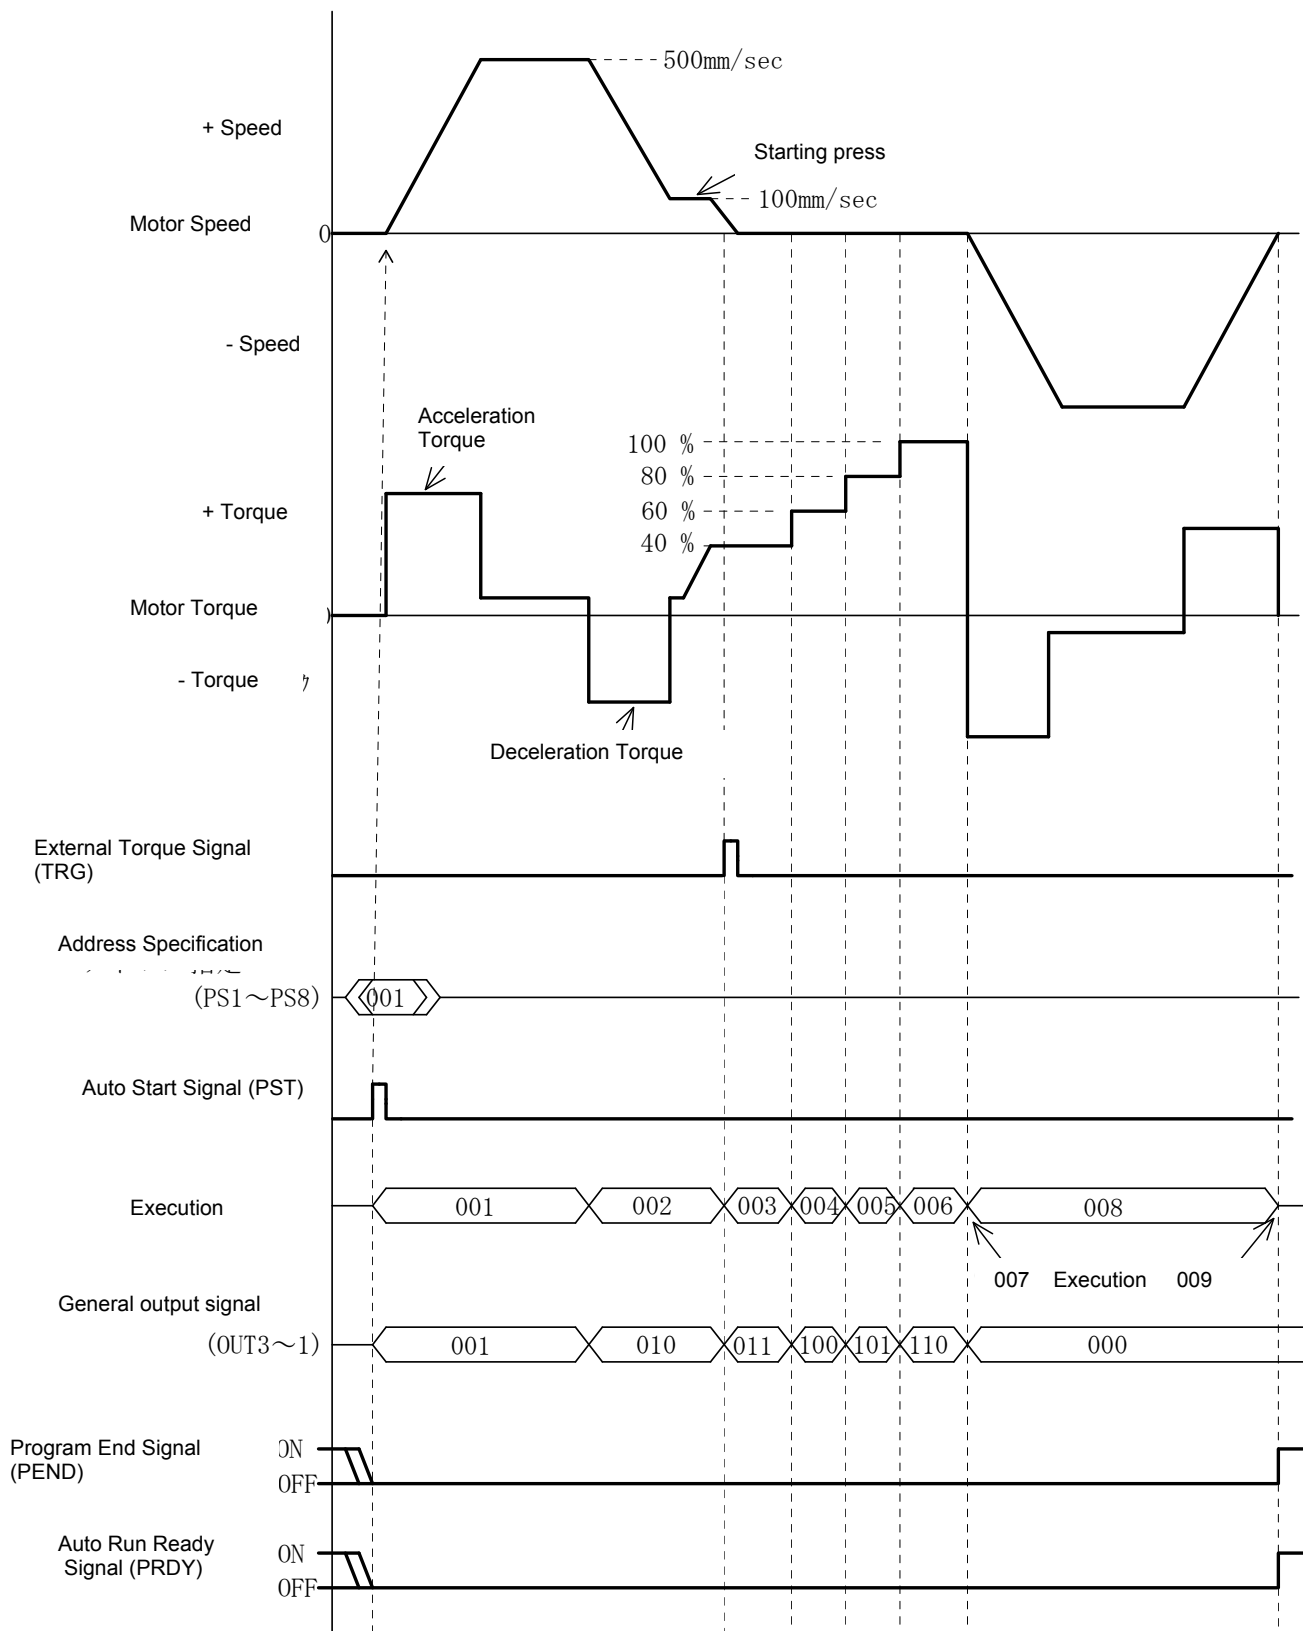 500mm/sec
+ Speed
Starting press
100mm/sec
Motor Speed
0
- Speed
Acceleration
Torque
100 %
80 %
+ Torque
60 %
40 %
Motor Torque
- Torque
Deceleration Torque
External Torque Signal
(TRG)
Address Specification
(PS1～PS8)
001
Auto Start Signal (PST)
Execution
001
002
003
004
005
006
008
007 Execution 009
General output signal
(OUT3～1)
001
010
011
100
101
110
000
Program End Signal
(PEND)
ON
OFF
Auto Run Ready
Signal (PRDY)
ON
OFF